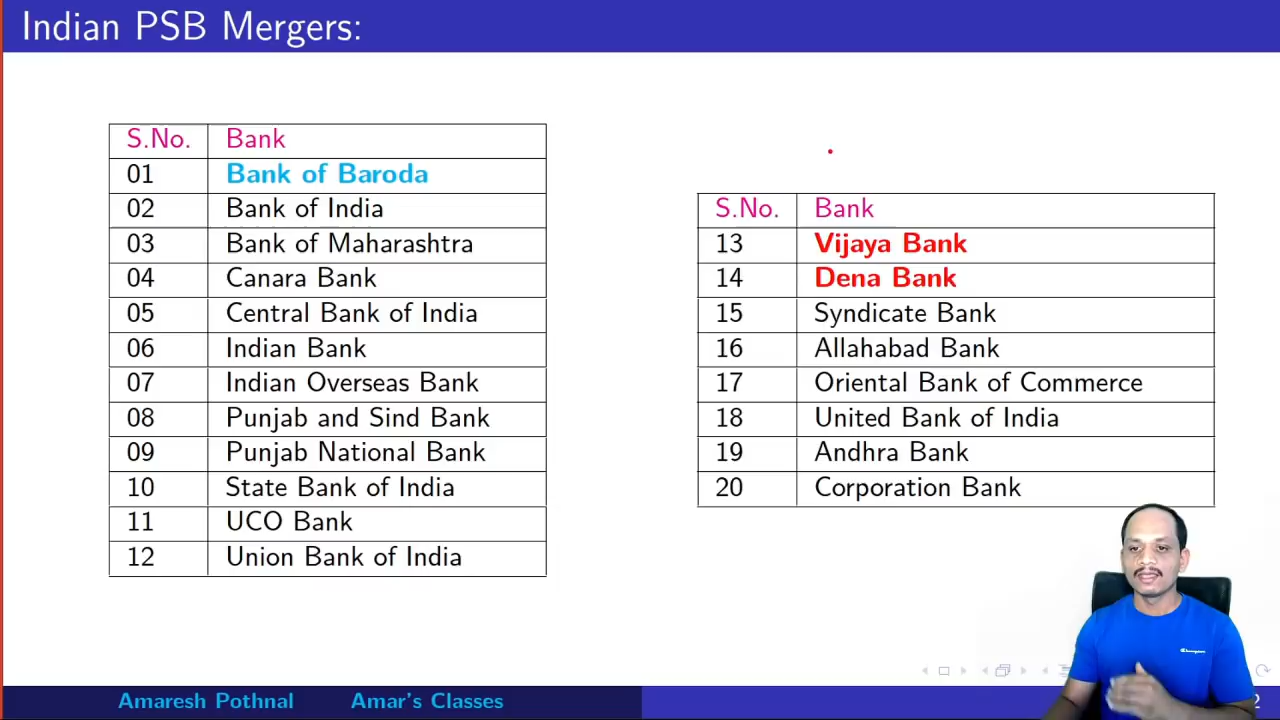 Indian PSB Mergers:
S.No. Bank
01 Bank of Baroda
02 Bank of India
03 Bank of Maharashtra
04 Canara Bank
05 Central Bank of India
06 Indian Bank
07 Indian Overseas Bank
08 Punjab and Sind Bank
09 Punjab National Bank
10 State Bank of India
11 UCO Bank
12 Union Bank of India
S.No. Bank
13 Vijaya Bank
14 Dena Bank
15 Syndicate Bank
16 Allahabad Bank
17 Oriental Bank of Commerce
18 United Bank of India
19 Andhra Bank
20 Corporation Bank
Amaresh Pothnal Amar's Classes
2